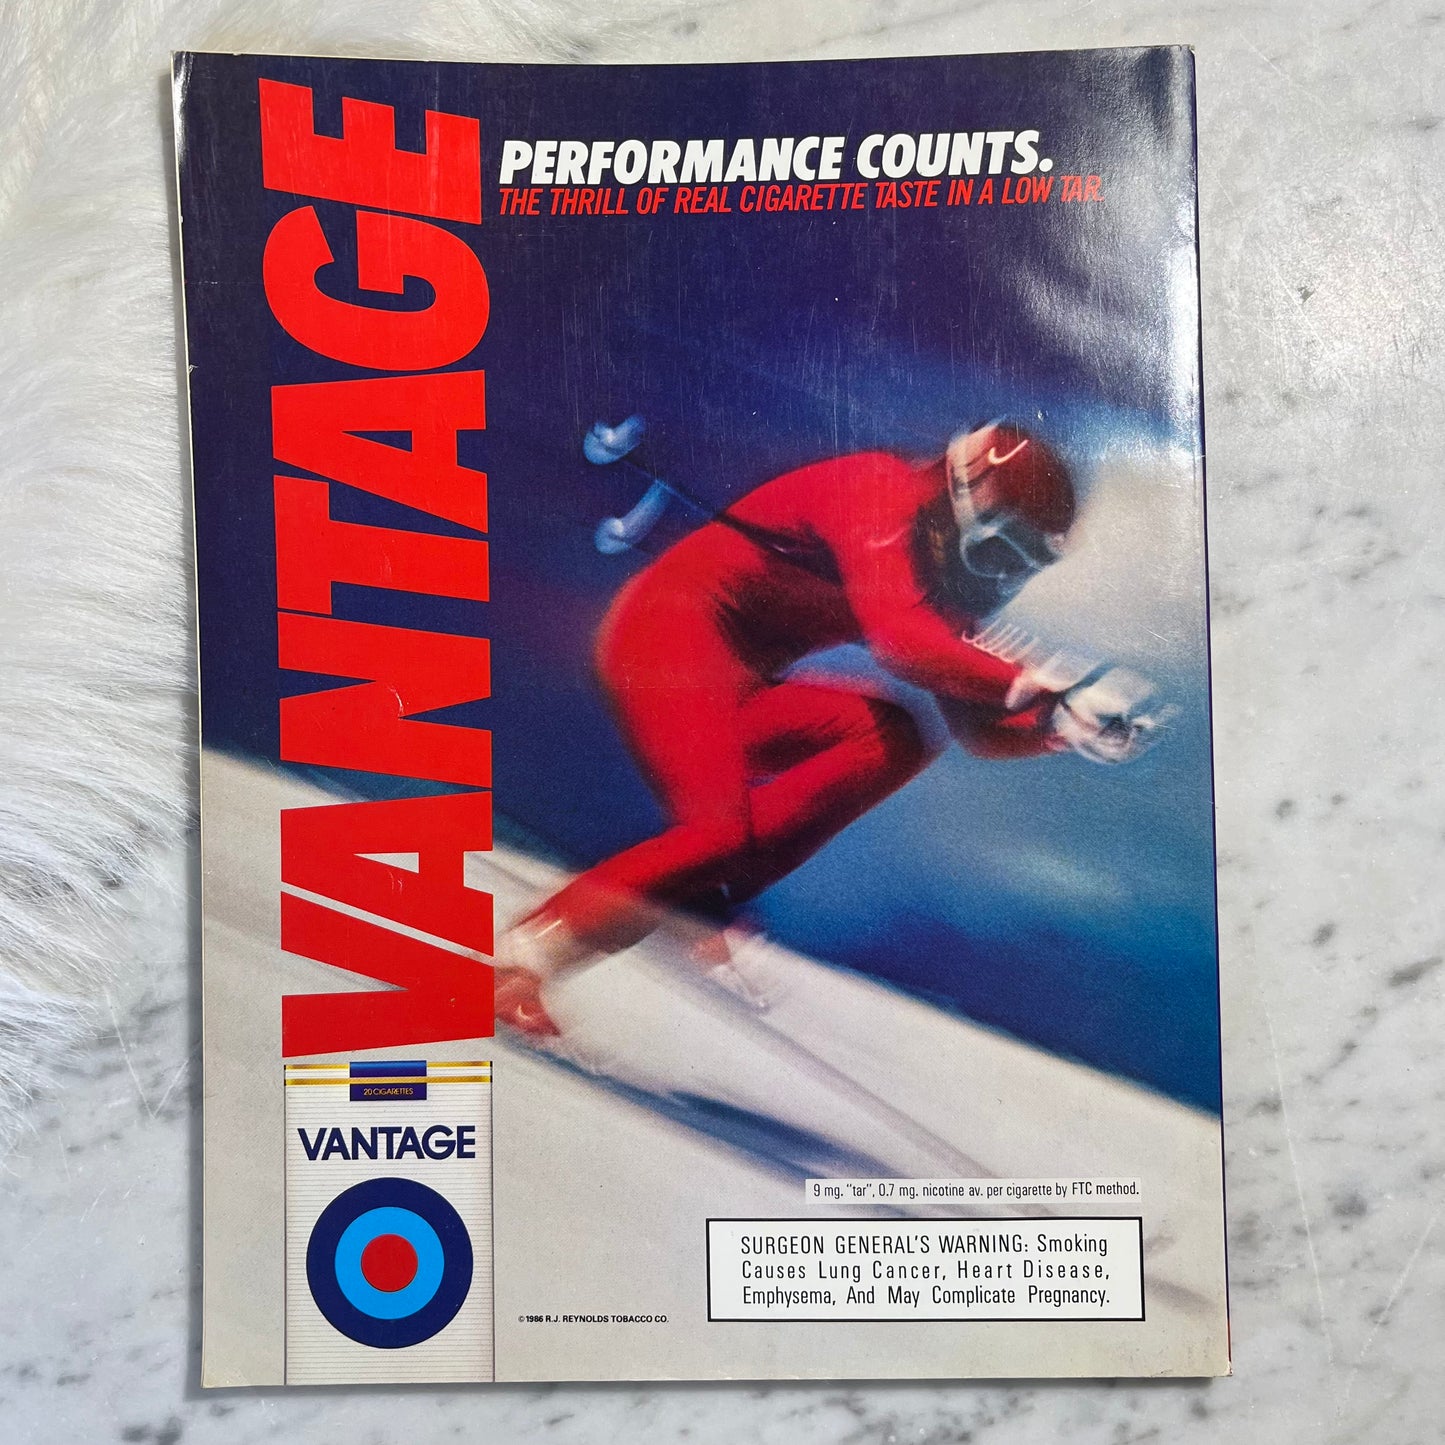 VANTAGE
PERFORMANCE COUNTS.
THE THRILL OF REAL CIGARETTE TASTE IN A LOW TAR.
20 CIGARETTES
VANTAGE
9 mg. "tar", 0.7 mg. nicotine av. per cigarette by FTC method.
SURGEON GENERAL'S WARNING: Smoking
Causes Lung Cancer, Heart Disease,
Emphysema, And May Complicate Pregnancy.
© 1986 R.J. REYNOLDS TOBACCO CO.